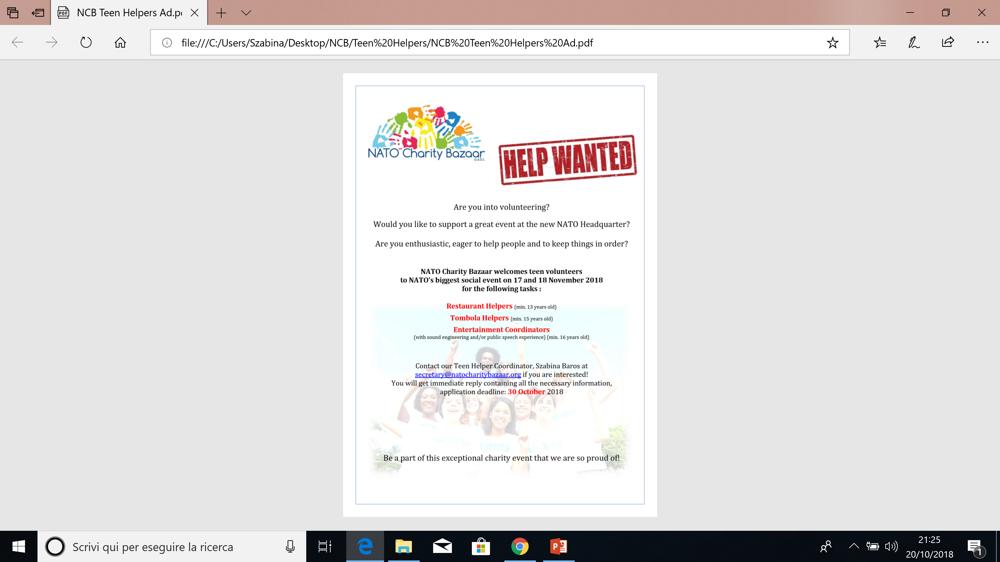 NCB Teen Helpers Ad.p
file:///C:/Users/Szabina/Desktop/NCB/Teen%20Helpers/NCB%20Teen%20Helpers%20Ad.pdf
NATO Charity Bazaar
a.s.b.l.
HELP WANTED
Are you into volunteering?
Would you like to support a great event at the new NATO Headquarter?
Are you enthusiastic, eager to help people and to keep things in order?
NATO Charity Bazaar welcomes teen volunteers
to NATO’s biggest social event on 17 and 18 November 2018
for the following tasks :
Restaurant Helpers (min. 13 years old)
Tombola Helpers (min. 15 years old)
Entertainment Coordinators
(with sound engineering and/or public speech experience) (min. 16 years old)
Contact our Teen Helper Coordinator, Szabina Baros at
secretary@natocharitybazaar.org if you are interested!
You will get immediate reply containing all the necessary information,
application deadline: 30 October 2018
VOLUNTEER
Be a part of this exceptional charity event that we are so proud of!
Scrivi qui per eseguire la ricerca
21:25
20/10/2018
1